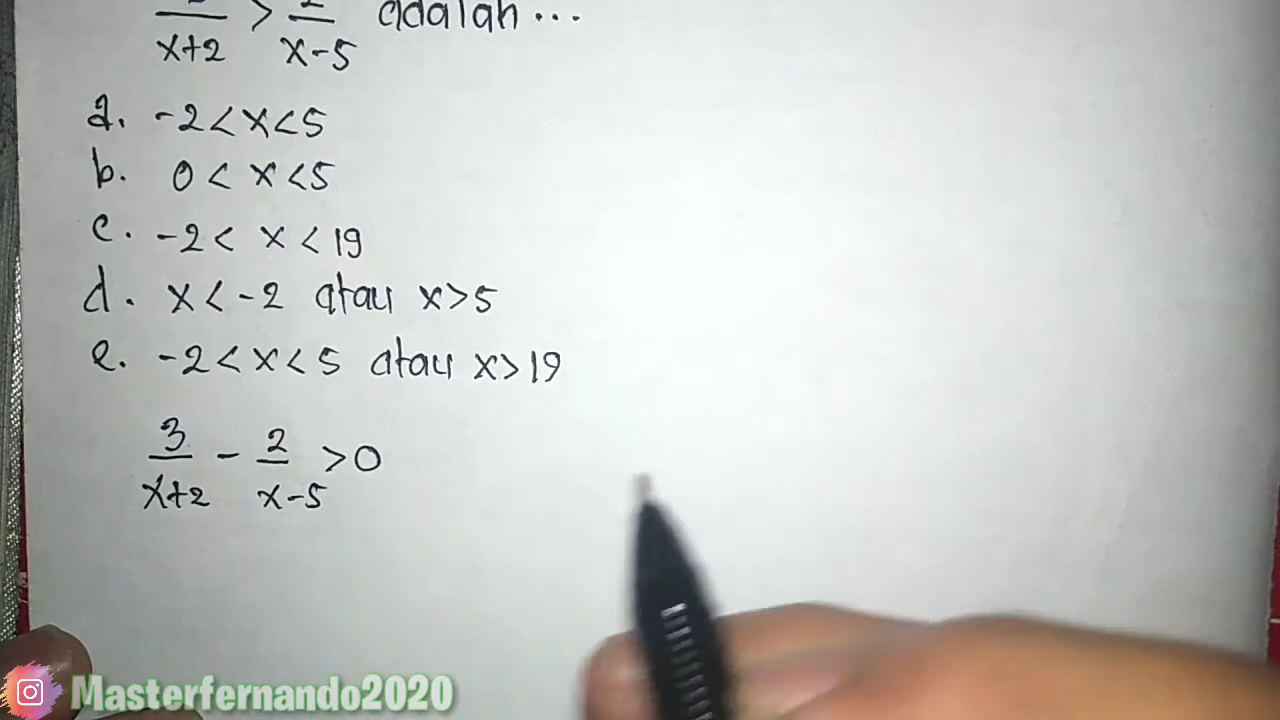 /x+2 > /x-5 adalah ...
a. -2 < x < 5
b. 0 < x < 5
c. -2 < x < 19
d. x < -2 atau x > 5
e. -2 < x < 5 atau x > 19
3/x+2 - 2/x-5 > 0
Masterfernando2020